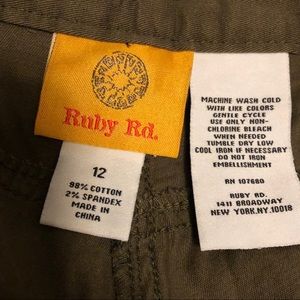 Ruby Rd.
12
98% COTTON
2% SPANDEX
MADE IN
CHINA
MACHINE WASH COLD
WITH LIKE COLORS
GENTLE CYCLE
USE ONLY NON-
CHLORINE BLEACH
WHEN NEEDED
TUMBLE DRY LOW
COOL IRON IF NECESSARY
DO NOT IRON
EMBELLISHMENT
RN 107680
RUBY RD.
1411 BROADWAY
NEW YORK.NY.10018